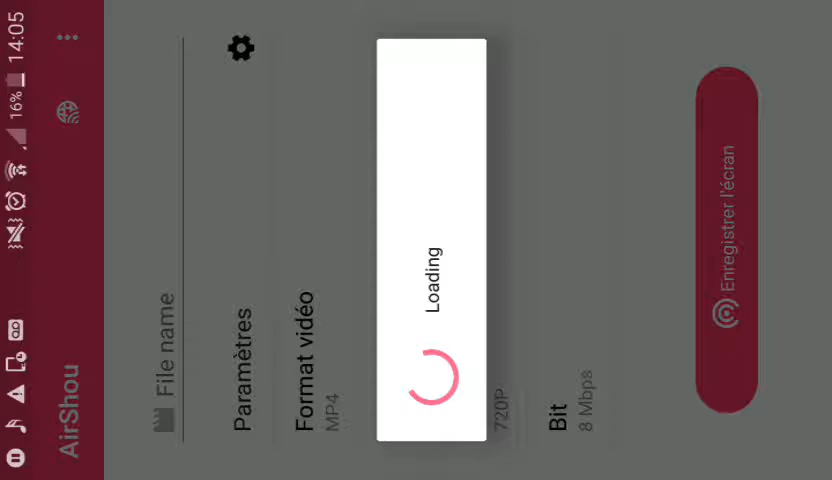 16% 14:05
AirShou
File name
Paramètres
Format vidéo
MP4
Loading
720P
Bit
8 Mbps
Enregistrer l'écran